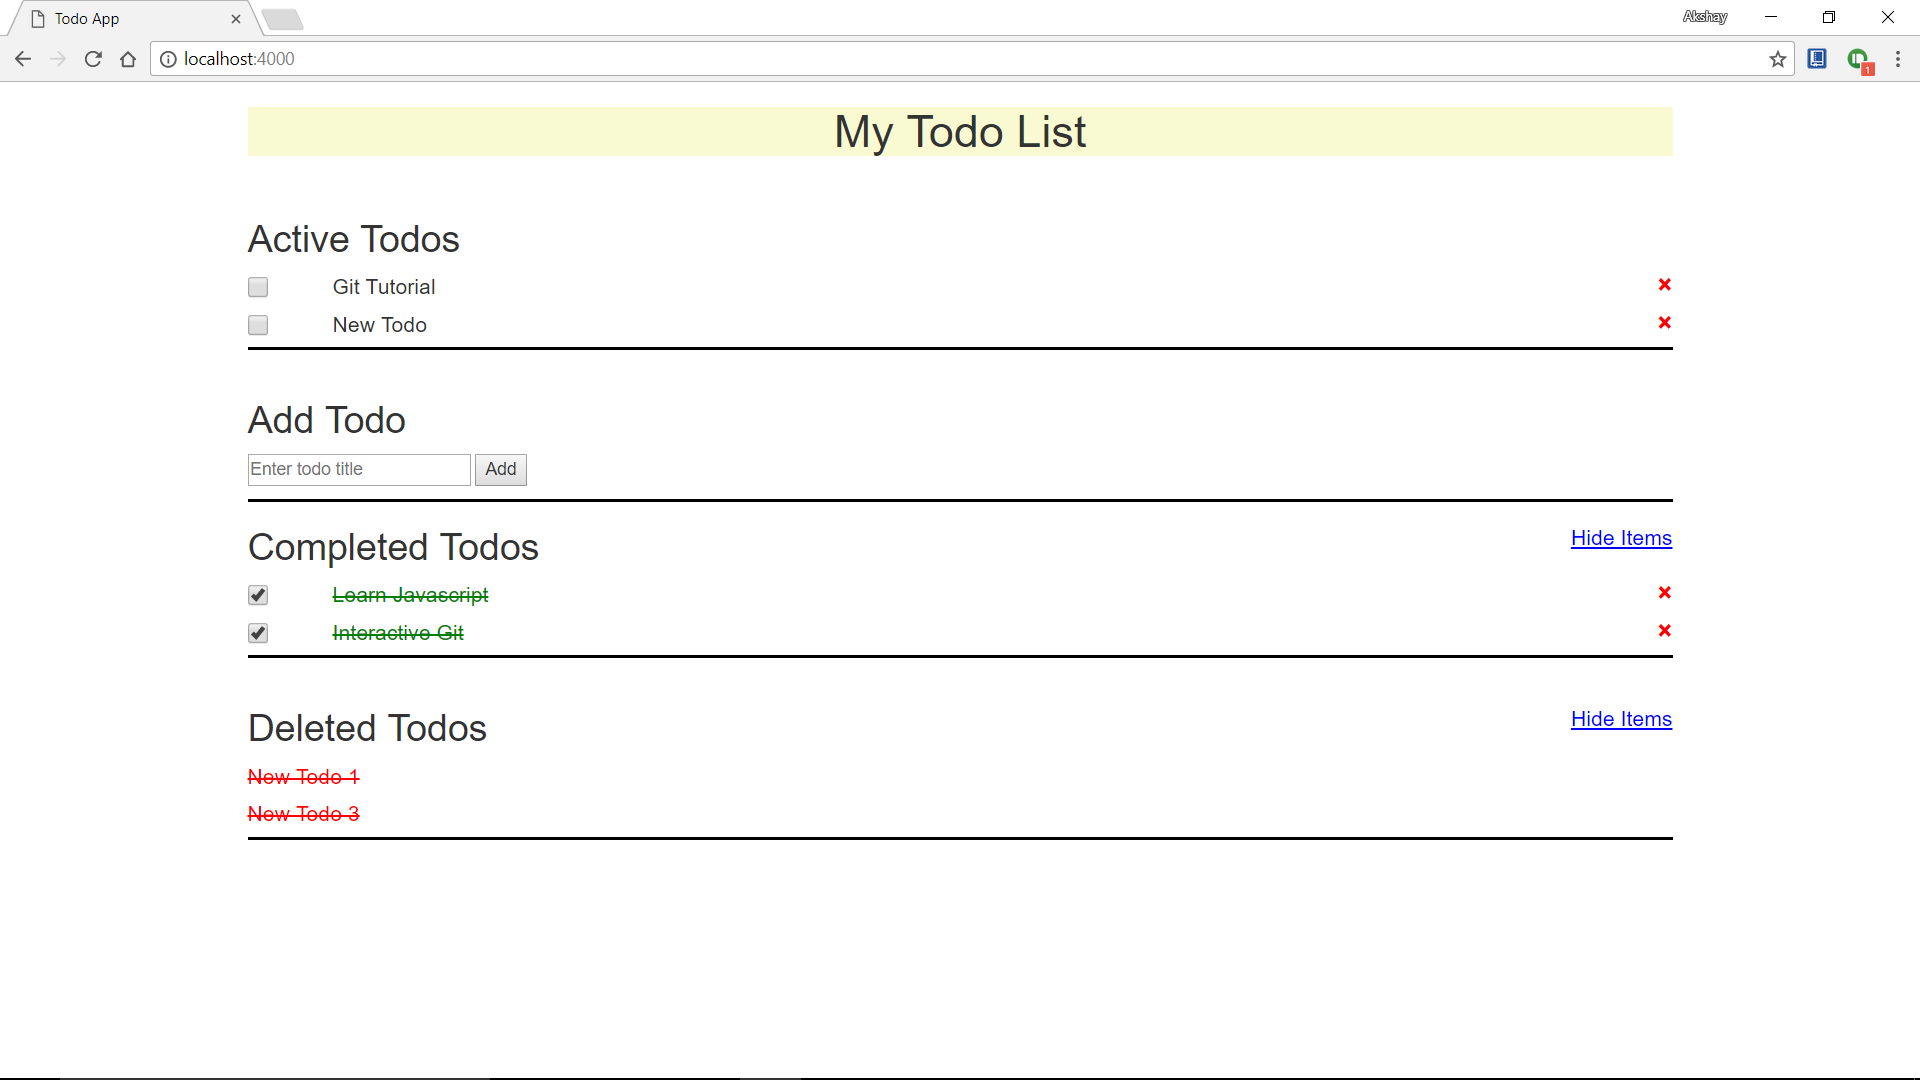 Todo App
Akshay
localhost:4000
1
My Todo List
Active Todos
Git Tutorial
New Todo
Add Todo
Enter todo title Add
Completed Todos Hide Items
Learn Javascript
Interactive Git
Deleted Todos Hide Items
New Todo 1
New Todo 3